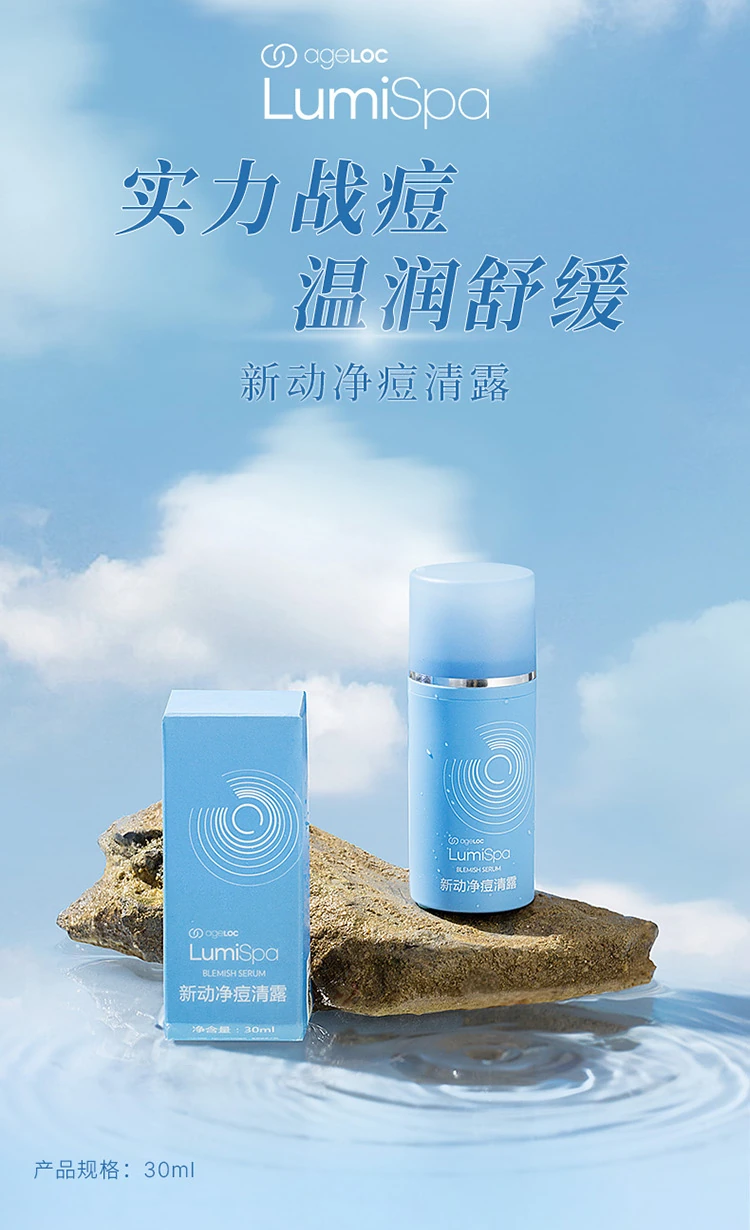 ageLOC
LumiSpa
实力战痘
温润舒缓
新动净痘清露
ageLOC
LumiSpa
BLEMISH SERUM
新动净痘清露
ageLOC
LumiSpa
BLEMISH SERUM
新动净痘清露
净含量：30ml
产品规格：30ml